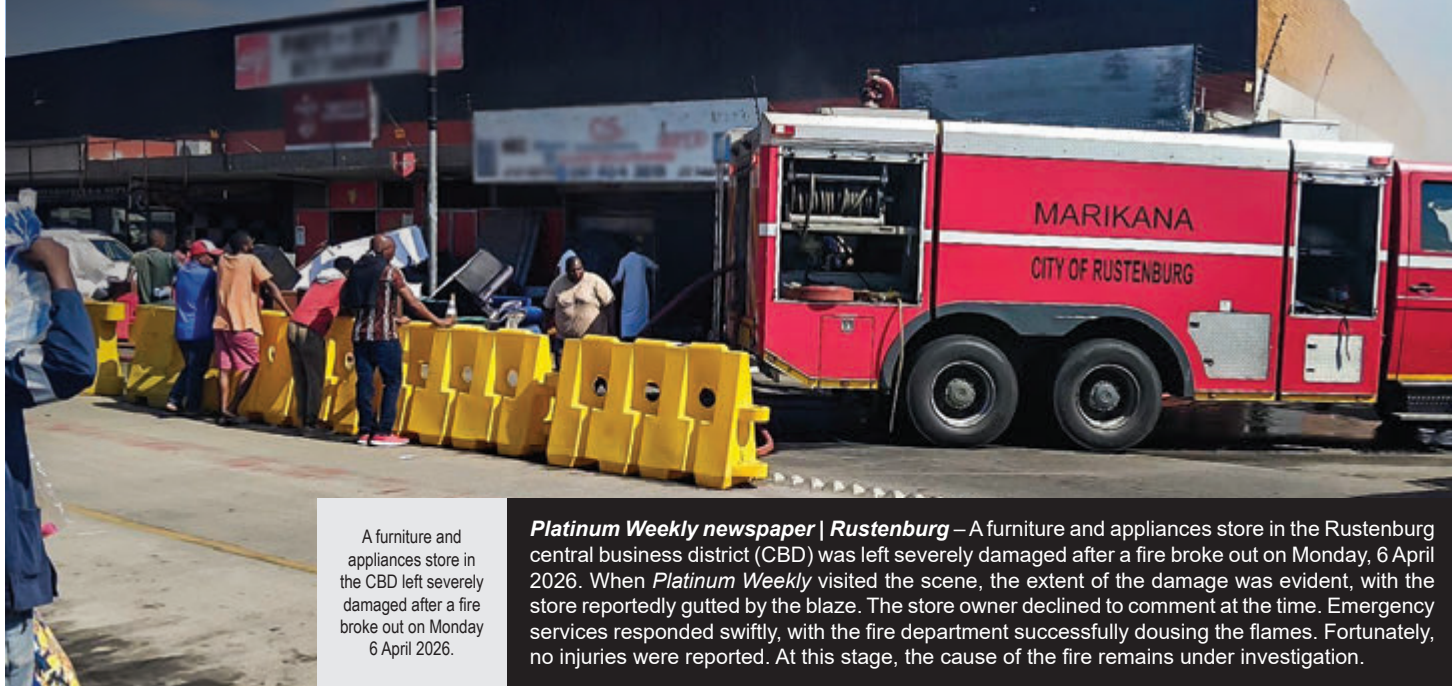 MARIKANA
CITY OF RUSTENBURG
A furniture and
appliances store in
the CBD left severely
damaged after a fire
broke out on Monday
6 April 2026.
Platinum Weekly newspaper | Rustenburg – A furniture and appliances store in the Rustenburg
central business district (CBD) was left severely damaged after a fire broke out on Monday, 6 April
2026. When Platinum Weekly visited the scene, the extent of the damage was evident, with the
store reportedly gutted by the blaze. The store owner declined to comment at the time. Emergency
services responded swiftly, with the fire department successfully dousing the flames. Fortunately,
no injuries were reported. At this stage, the cause of the fire remains under investigation.